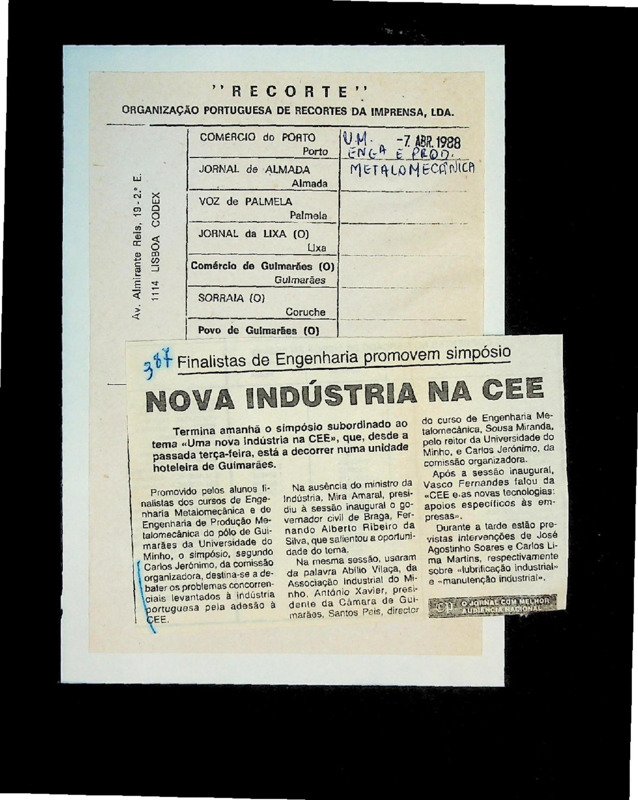 "RECORTE"
ORGANIZAÇÃO PORTUGUESA DE RECORTES DA IMPRENSA, LDA.
Av. Almirante Reis, 19 - 2.º E.
1114 LISBOA CODEX
COMÉRCIO do PORTO
Porto
JORNAL de ALMADA
Almada
VOZ de PALMELA
Palmela
JORNAL da LIXA (O)
Lixa
Comércio de Guimarães (O)
Guimarães
SORRAIA (O)
Coruche
Povo de Guimarães (O)
U.M. -7 ABR. 1988
ENGA E PROD.
METALOMECÂNICA
387 Finalistas de Engenharia promovem simpósio
NOVA INDÚSTRIA NA CEE
Termina amanhã o simpósio subordinado ao
tema «Uma nova indústria na CEE», que, desde a
passada terça-feira, está a decorrer numa unidade
hoteleira de Guimarães.
Promovido pelos alunos fi-
nalistas dos cursos de Enge-
nharia Metalomecânica e de
Engenharia de Produção Me-
talomecânica do pólo de Gui-
marães da Universidade do
Minho, o simpósio, segundo
Carlos Jerónimo, da comissão
organizadora, destina-se a de-
bater os problemas concorren-
ciais levantados à indústria
portuguesa pela adesão à
CEE.
Na ausência do ministro da
Indústria, Mira Amaral, presi-
diu à sessão inaugural o go-
vernador civil de Braga, Fer-
nando Alberto Ribeiro da
Silva, que salientou a oportuni-
dade do tema.
Na mesma sessão, usaram
da palavra Abílio Vilaça, da
Associação Industrial do Mi-
nho, António Xavier, presi-
dente da Câmara de Gui-
marães, Santos Pais, director
do curso de Engenharia Me-
talomecânica, Sousa Miranda,
pelo reitor da Universidade do
Minho, e Carlos Jerónimo, da
comissão organizadora.
Após a sessão inaugural,
Vasco Fernandes falou da
«CEE e as novas tecnologias:
apoios específicos às em-
presas».
Durante a tarde estão pre-
vistas intervenções de José
Agostinho Soares e Carlos Li-
ma Martins, respectivamente
sobre «lubrificação industrial»
e «manutenção industrial».
cp O JORNAL COM MELHOR
AUDIÊNCIA NACIONAL